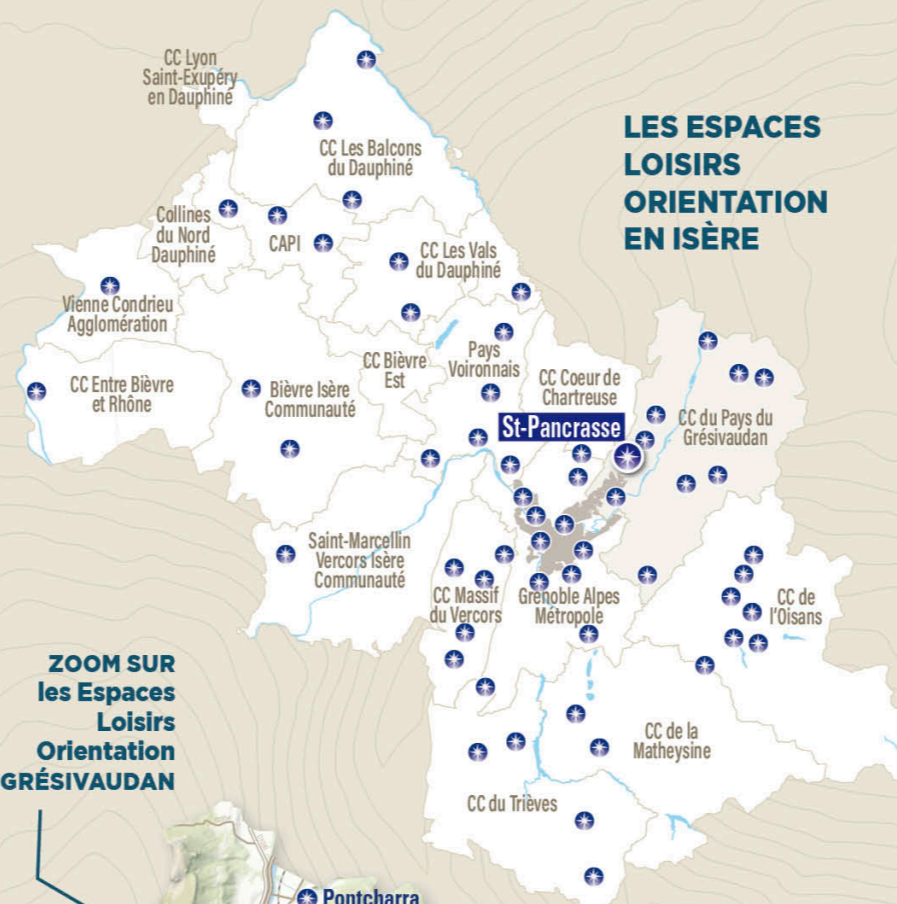 LES ESPACES
LOISIRS
ORIENTATION
EN ISÈRE
CC Lyon
Saint-Exupéry
en Dauphiné
CC Les Balcons
du Dauphiné
Collines
du Nord
Dauphiné
CAPI
CC Les Vals
du Dauphiné
Vienne Condrieu
Agglomération
CC Entre Bièvre
et Rhône
Bièvre Isère
Communauté
CC Bièvre
Est
Pays
Voironnais
CC Coeur de
Chartreuse
St-Pancrasse
CC du Pays du
Grésivaudan
Saint-Marcellin
Vercors Isère
Communauté
CC Massif
du Vercors
Grenoble Alpes
Métropole
CC de
l'Oisans
CC de la
Matheysine
CC du Trièves
ZOOM SUR
les Espaces
Loisirs
Orientation
GRÉSIVAUDAN
Pontcharra